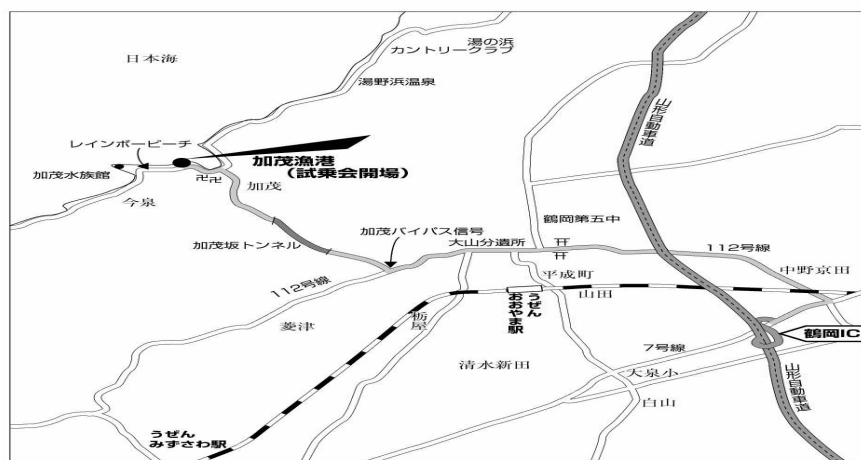 湯の浜
カントリークラブ
日本海
湯野浜温泉
山形自動車道
レインボービーチ
加茂漁港
(試乗会開場)
加茂水族館
卍卍
加茂
今泉
鶴岡第五中
加茂バイパス信号
加茂坂トンネル
大山分遣所
112号線
中野京田
平成町
112号線
山田
うぜん
おおやま駅
栃屋
菱津
鶴岡IC
7号線
清水新田
大泉小
白山
山形自動車道
うぜん
みずさわ駅